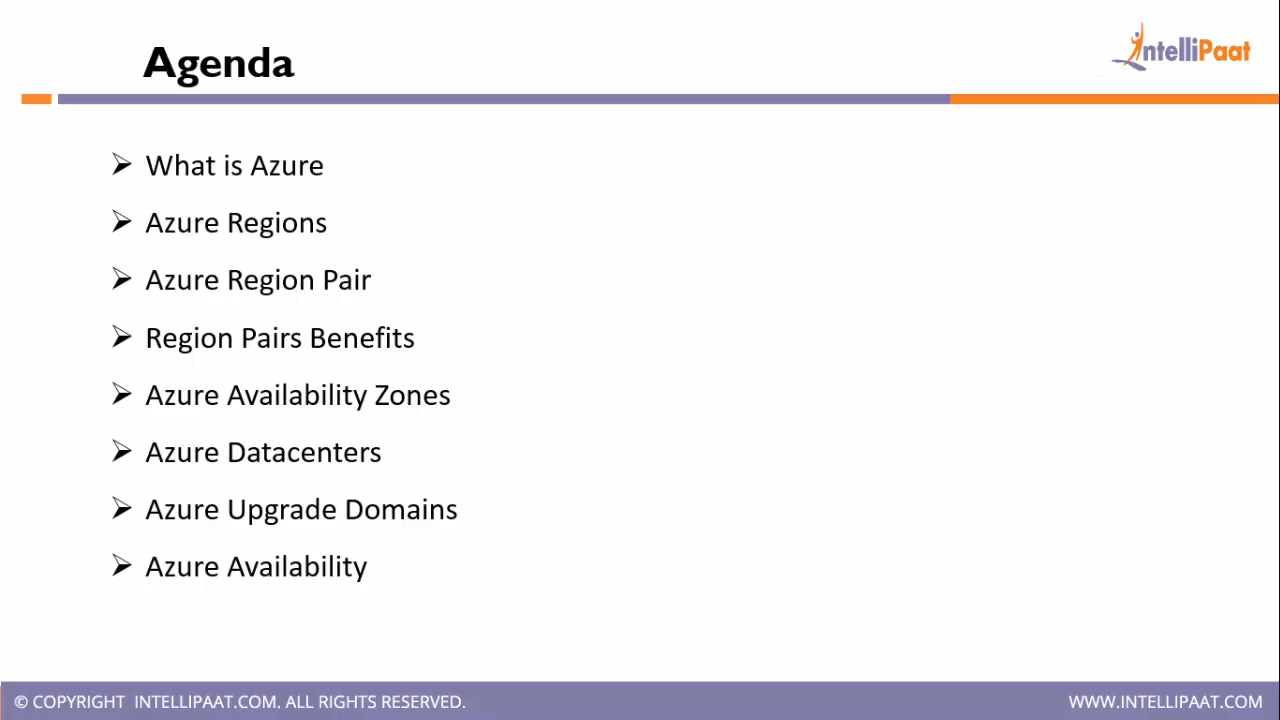 Agenda
IntelliPaat
What is Azure
Azure Regions
Azure Region Pair
Region Pairs Benefits
Azure Availability Zones
Azure Datacenters
Azure Upgrade Domains
Azure Availability
© COPYRIGHT INTELLIPAAT.COM. ALL RIGHTS RESERVED.
WWW.INTELLIPAAT.COM